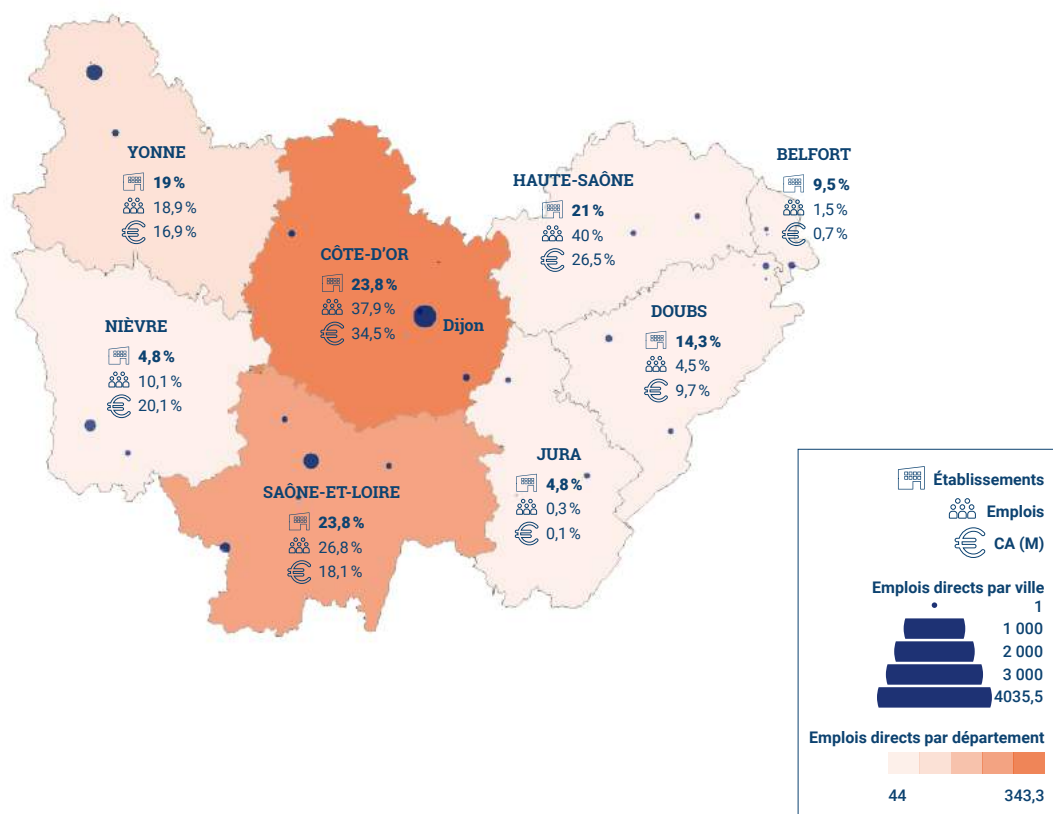 YONNE
19 %
18,9 %
16,9 %
BELFORT
9,5 %
1,5 %
0,7 %
HAUTE-SAÔNE
21 %
40 %
26,5 %
CÔTE-D'OR
23,8 %
37,9 %
34,5 %
Dijon
NIÈVRE
4,8 %
10,1 %
20,1 %
DOUBS
14,3 %
4,5 %
9,7 %
JURA
4,8 %
0,3 %
0,1 %
SAÔNE-ET-LOIRE
23,8 %
26,8 %
18,1 %
Établissements
Emplois
CA (M)
Emplois directs par ville
1
1 000
2 000
3 000
4035,5
Emplois directs par département
44 343,3